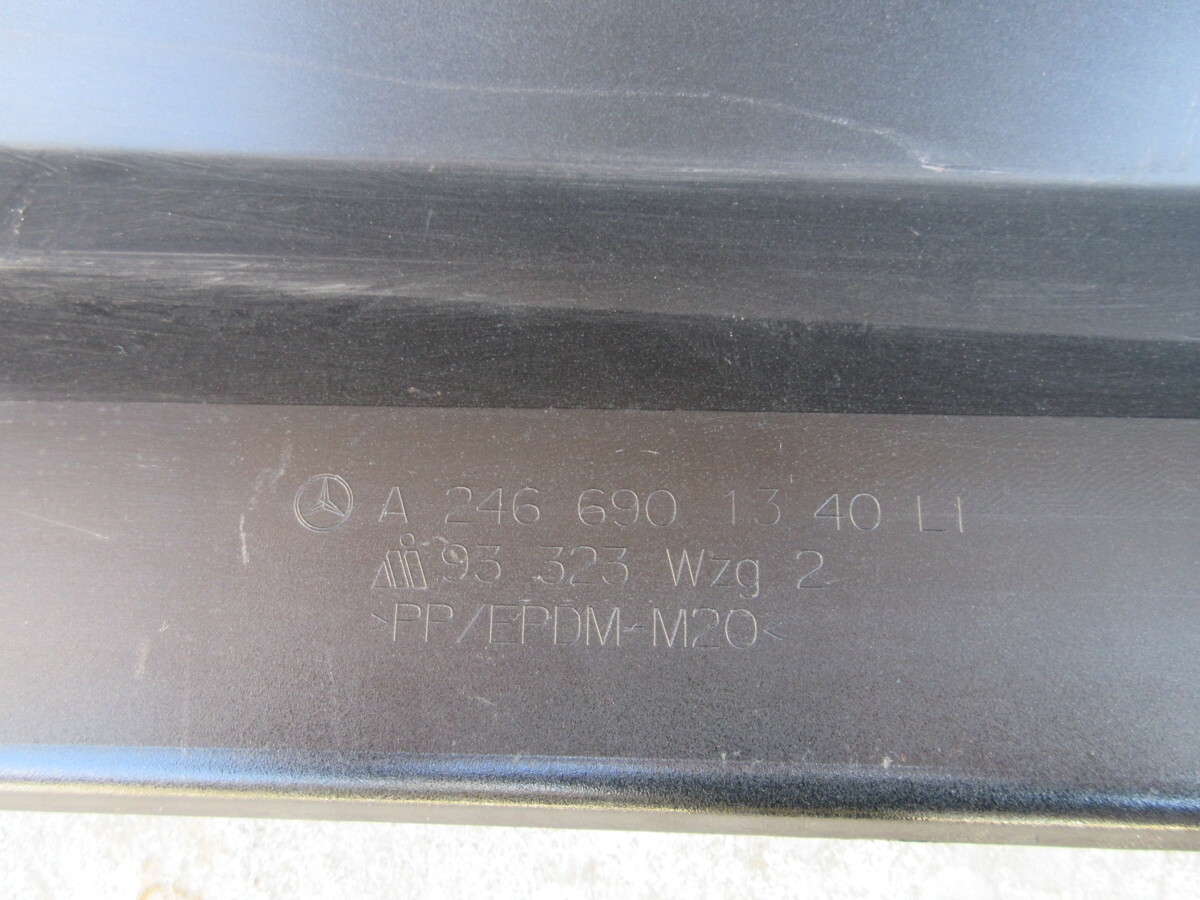 A 246 690 13 40 LI
93 323 Wzg 2
>PP/EPDM-M20<